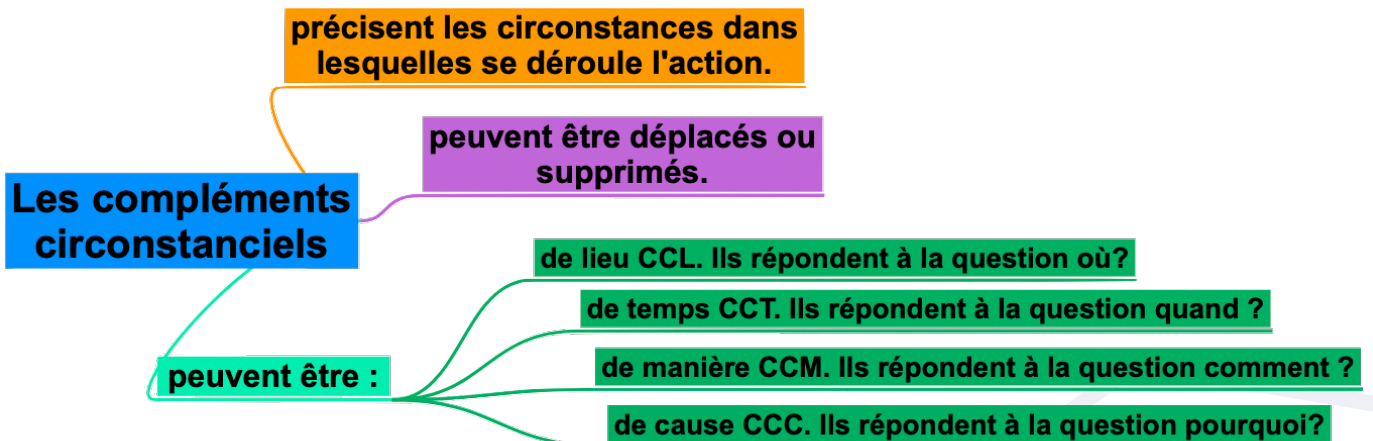 précisent les circonstances dans
lesquelles se déroule l'action.
peuvent être déplacés ou
supprimés.
Les compléments
circonstanciels
de lieu CCL. Ils répondent à la question où?
de temps CCT. Ils répondent à la question quand ?
de manière CCM. Ils répondent à la question comment ?
peuvent être :
de cause CCC. Ils répondent à la question pourquoi?